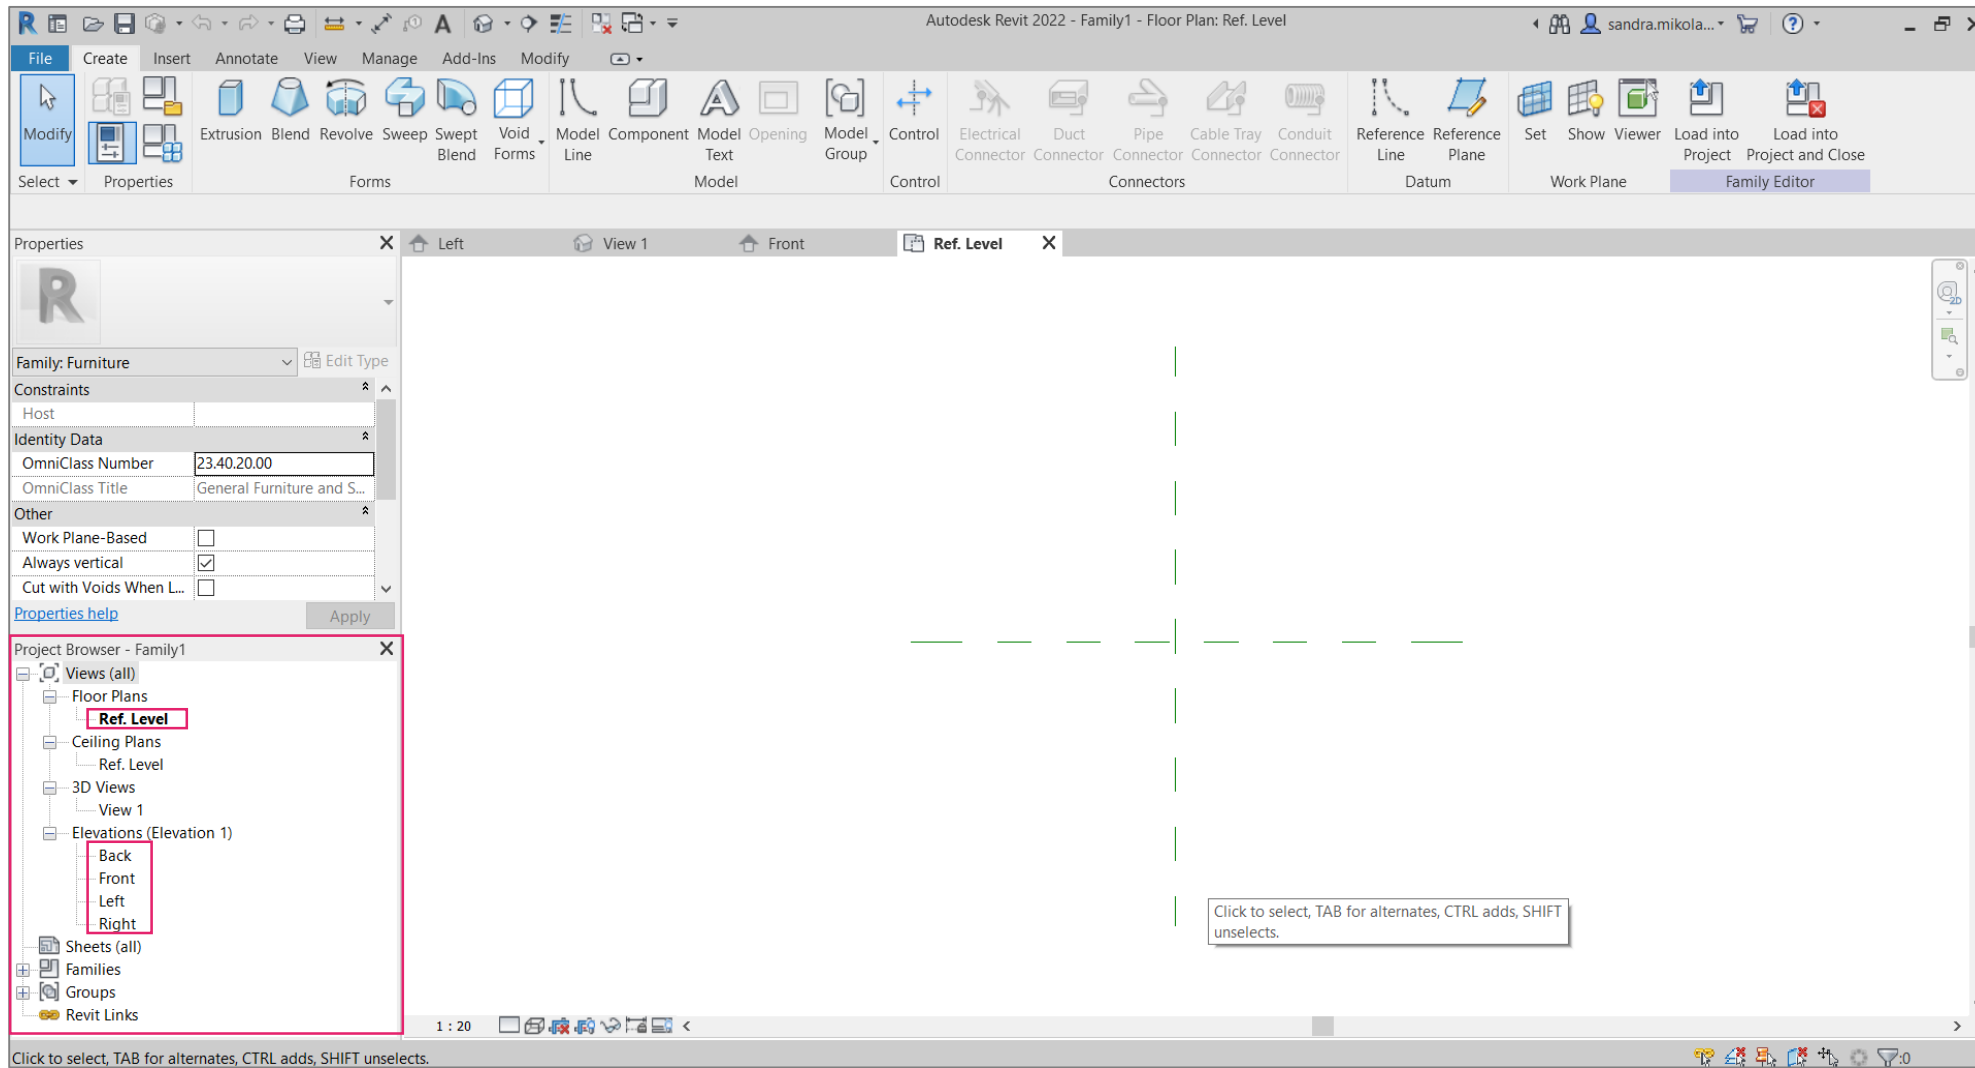 Autodesk Revit 2022 - Family1 - Floor Plan: Ref. Level
sandra.mikola...
File Create Insert Annotate View Manage Add-Ins Modify
Modify
Extrusion Blend Revolve Sweep Swept Blend Void Forms
Model Line Component Model Text Opening Model Group
Control
Electrical Connector Duct Connector Pipe Connector Cable Tray Connector Conduit Connector
Reference Line Reference Plane
Set Show Viewer Load into Project Load into Project and Close
Select Properties Forms Model Control Connectors Datum Work Plane Family Editor
Properties
Left View 1 Front Ref. Level
R
2D
Family: Furniture Edit Type
Constraints
Host
Identity Data
OmniClass Number 23.40.20.00
OmniClass Title General Furniture and S...
Other
Work Plane-Based
Always vertical
Cut with Voids When L...
Properties help Apply
Project Browser - Family1
Views (all)
Floor Plans
Ref. Level
Ceiling Plans
Ref. Level
3D Views
View 1
Elevations (Elevation 1)
Back
Front
Left
Right
Sheets (all)
Families
Groups
Revit Links
Click to select, TAB for alternates, CTRL adds, SHIFT
unselects.
1 : 20
Click to select, TAB for alternates, CTRL adds, SHIFT unselects.
:0